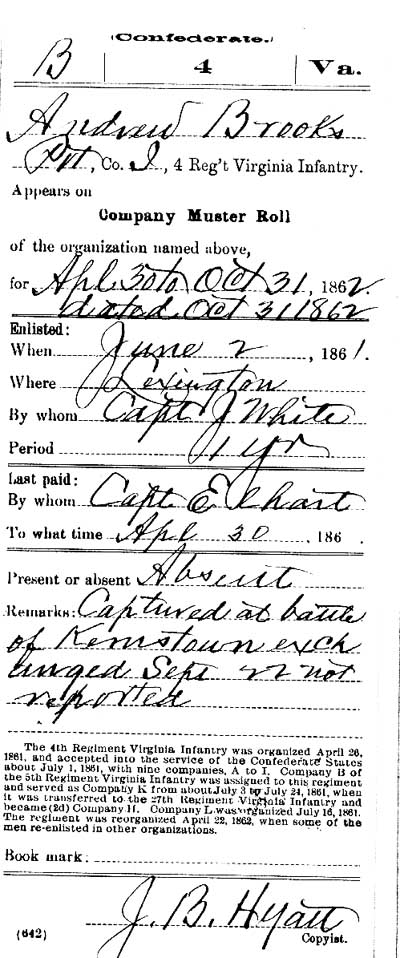 (Confederate.)
B | 4 | Va.
Andrew Brooks
Pvt, Co. I, 4 Reg't Virginia Infantry.
Appears on
Company Muster Roll
of the organization named above,
for Apl 30 to Oct 31, 1862.
dated Oct 31 1862
Enlisted:
When June 2, 1861.
Where Lexington
By whom Capt J White
Period 1 yr
Last paid:
By whom Capt
To what time Apl 30, 186 .
Present or absent Absent
Remarks: Captured at battle
of Kernstown exch
anged Sept 22 not
reported
The 4th Regiment Virginia Infantry was organized April 26,
1861, and accepted into the service of the Confederate States
about July 1, 1861, with nine companies, A to I. Company B of
the 5th Regiment Virginia Infantry was assigned to this regiment
and served as Company K from about July 3 to July 24, 1861, when
it was transferred to the 27th Regiment Virginia Infantry and
became (2d) Company H. Company L was organized July 16, 1861.
The regiment was reorganized April 22, 1862, when some of the
men re-enlisted in other organizations.
Book mark:
J. B. Hyatt
(642) Copyist.